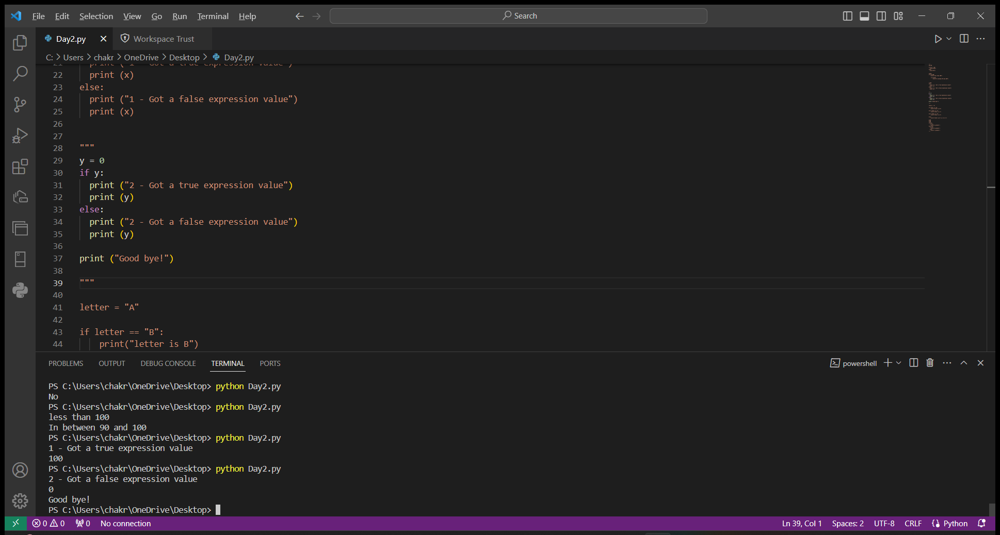 File Edit Selection View Go Run Terminal Help
Search
Day2.py
Workspace Trust
C: > Users > chakr > OneDrive > Desktop > Day2.py
21 print ("1 - Got a true expression value")
22 print (x)
23 else:
24 print ("1 - Got a false expression value")
25 print (x)
26
27
28 """
29 y = 0
30 if y:
31 print ("2 - Got a true expression value")
32 print (y)
33 else:
34 print ("2 - Got a false expression value")
35 print (y)
36
37 print ("Good bye!")
38
39 """
40
41 letter = "A"
42
43 if letter == "B":
44 print("letter is B")
PROBLEMS OUTPUT DEBUG CONSOLE TERMINAL PORTS
powershell
PS C:\Users\chakr\OneDrive\Desktop> python Day2.py
No
PS C:\Users\chakr\OneDrive\Desktop> python Day2.py
less than 100
In between 90 and 100
PS C:\Users\chakr\OneDrive\Desktop> python Day2.py
1 - Got a true expression value
100
PS C:\Users\chakr\OneDrive\Desktop> python Day2.py
2 - Got a false expression value
0
Good bye!
PS C:\Users\chakr\OneDrive\Desktop>
0 0 0 No connection
Ln 39, Col 1 Spaces: 2 UTF-8 CRLF Python